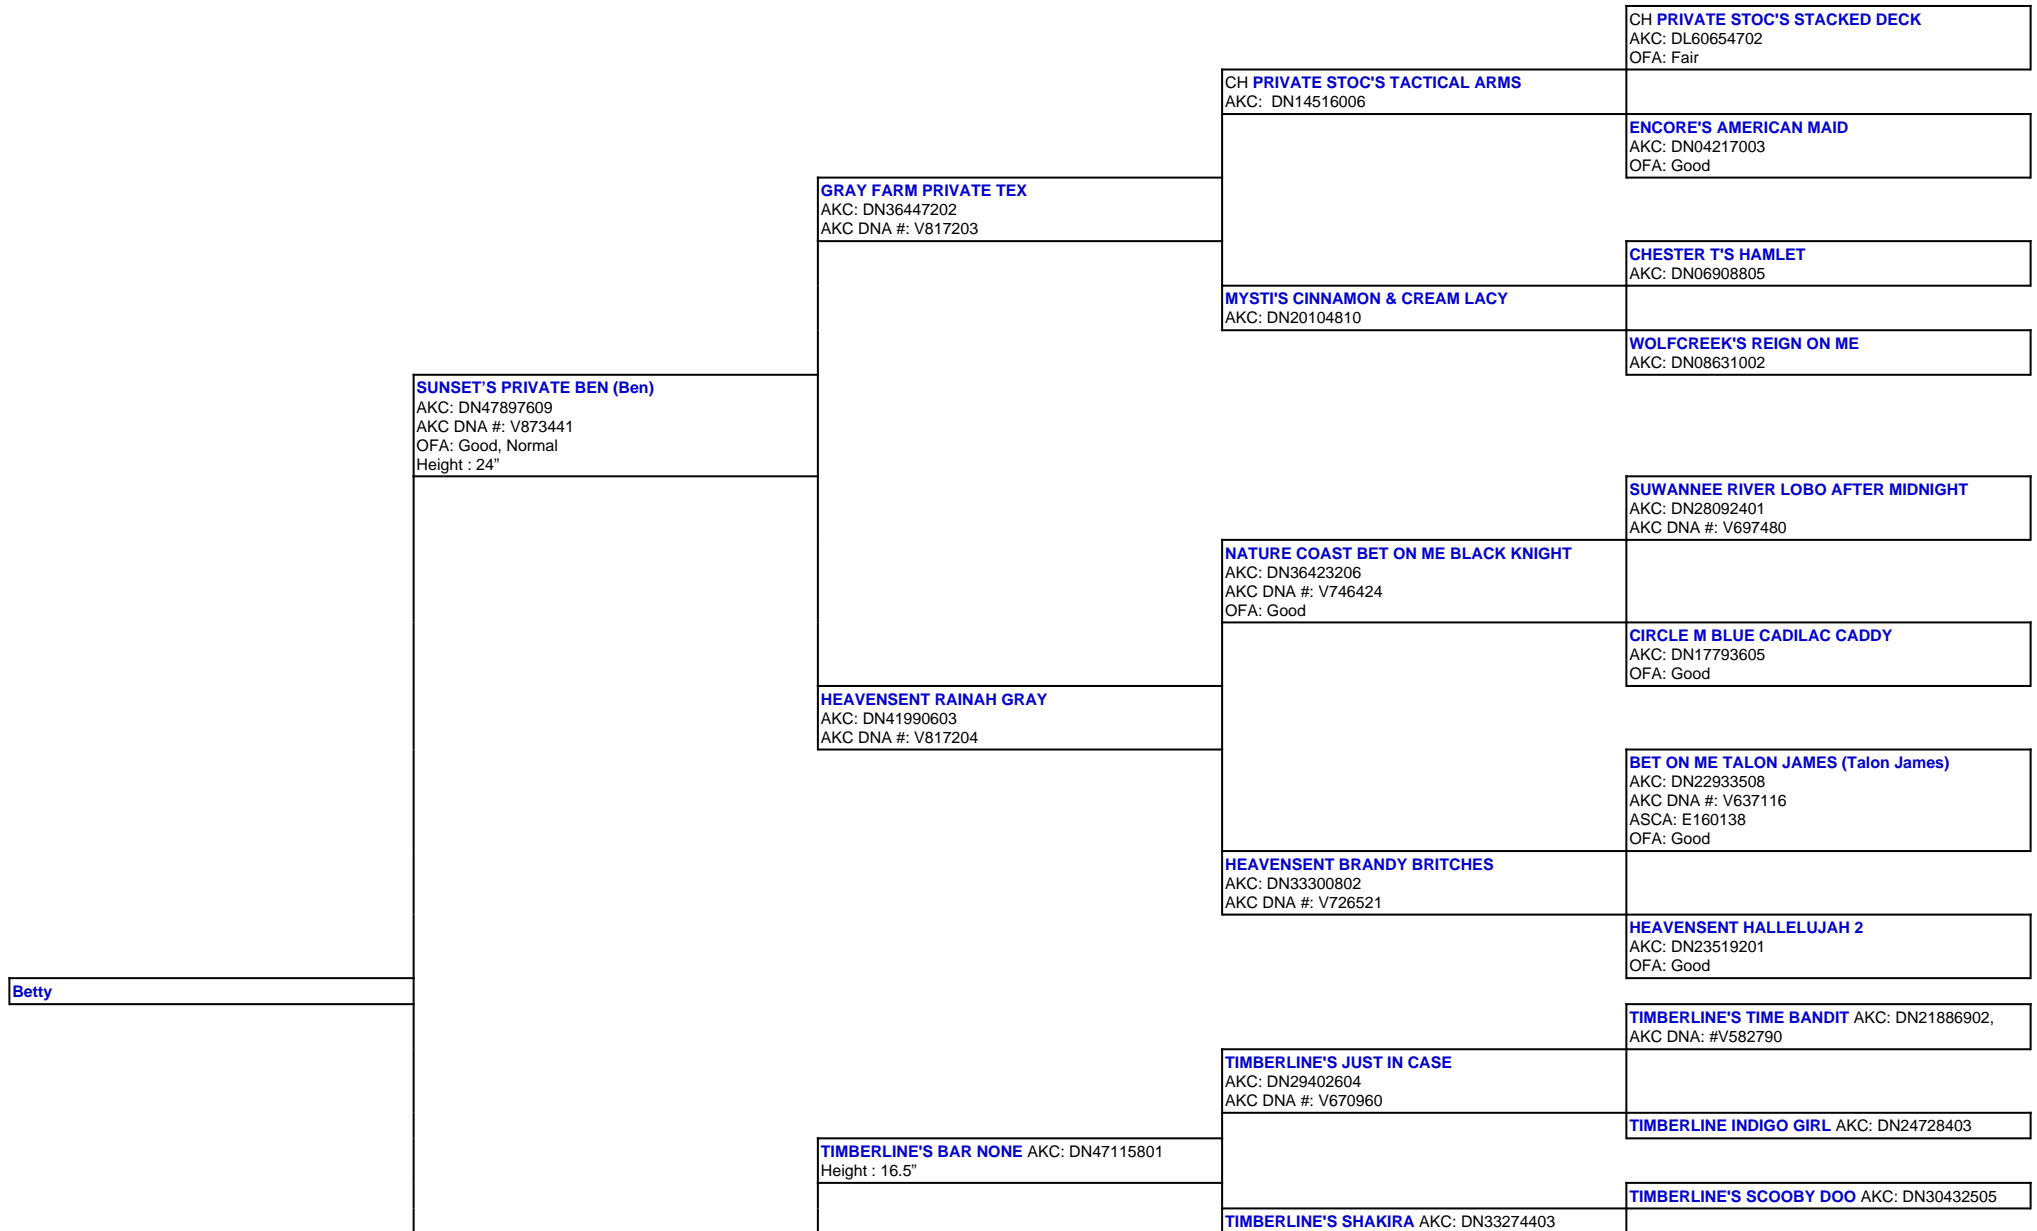 CH PRIVATE STOC'S STACKED DECK
AKC: DL60654702
OFA: Fair
CH PRIVATE STOC'S TACTICAL ARMS
AKC:  DN14516006
ENCORE'S AMERICAN MAID
AKC: DN04217003
OFA: Good
GRAY FARM PRIVATE TEX
AKC: DN36447202
AKC DNA #: V817203
CHESTER T'S HAMLET
AKC: DN06908805
MYSTI'S CINNAMON & CREAM LACY
AKC: DN20104810
WOLFCREEK'S REIGN ON ME
AKC: DN08631002
SUNSET’S PRIVATE BEN (Ben)
AKC: DN47897609
AKC DNA #: V873441
OFA: Good, Normal
Height : 24”
SUWANNEE RIVER LOBO AFTER MIDNIGHT
AKC: DN28092401
AKC DNA #: V697480
NATURE COAST BET ON ME BLACK KNIGHT
AKC: DN36423206
AKC DNA #: V746424
OFA: Good
CIRCLE M BLUE CADILAC CADDY
AKC: DN17793605
OFA: Good
HEAVENSENT RAINAH GRAY
AKC: DN41990603
AKC DNA #: V817204
BET ON ME TALON JAMES (Talon James)
AKC: DN22933508
AKC DNA #: V637116
ASCA: E160138
OFA: Good
HEAVENSENT BRANDY BRITCHES
AKC: DN33300802
AKC DNA #: V726521
HEAVENSENT HALLELUJAH 2
AKC: DN23519201
OFA: Good
Betty
TIMBERLINE'S TIME BANDIT AKC: DN21886902,
AKC DNA: #V582790
TIMBERLINE'S JUST IN CASE
AKC: DN29402604
AKC DNA #: V670960
TIMBERLINE INDIGO GIRL AKC: DN24728403
TIMBERLINE'S BAR NONE AKC: DN47115801
Height : 16.5”
TIMBERLINE'S SCOOBY DOO AKC: DN30432505
TIMBERLINE'S SHAKIRA AKC: DN33274403